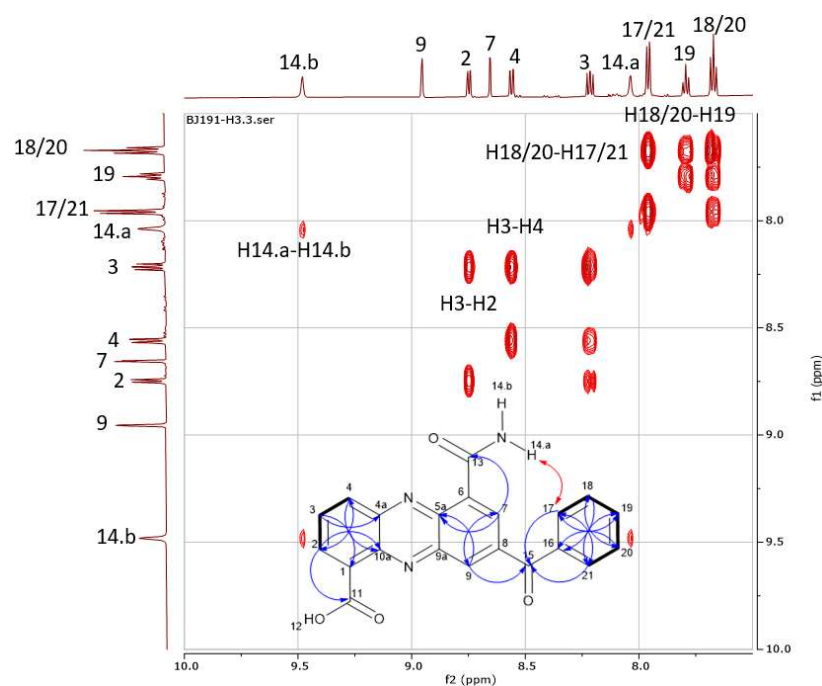 14.b
9
2
7
4
3
14.a
17/21
19
18/20
BJ191-H3.3.ser
H18/20-H19
H18/20-H17/21
H14.a-H14.b
H3-H4
H3-H2
18/20
19
17/21
14.a
3
4
7
2
9
14.b
8.0
8.5
9.0
9.5
10.0
f1 (ppm)
14.b
H
O
N
H
14.a
13
4
3
2
1
4a
10a
N
N
5a
9a
6
7
8
9
11
HO
12
O
15
O
16
17
18
19
20
21
10.0 9.5 9.0 8.5 8.0
f2 (ppm)